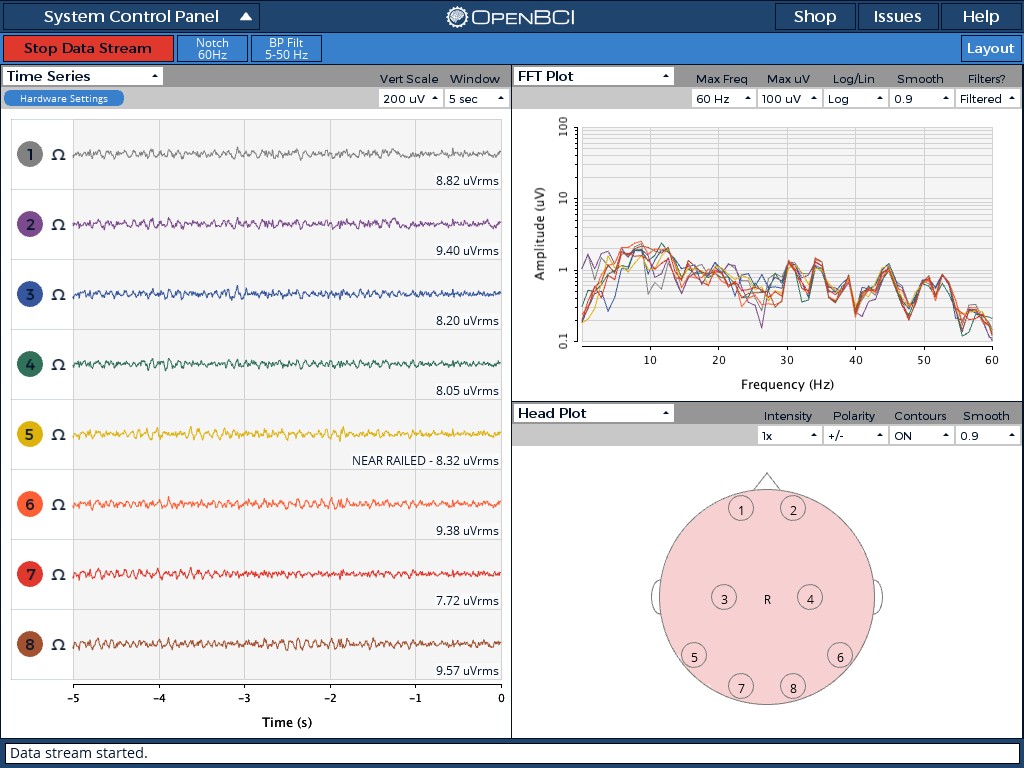 System Control Panel
OpenBCI
Shop
Issues
Help
Stop Data Stream
Notch
60Hz
BP Filt
5-50 Hz
Layout
Time Series
Vert Scale
Window
Hardware Settings
200 uV
5 sec
1 Ω
8.82 uVrms
2 Ω
9.40 uVrms
3 Ω
8.20 uVrms
4 Ω
8.05 uVrms
5 Ω
NEAR RAILED - 8.32 uVrms
6 Ω
9.38 uVrms
7 Ω
7.72 uVrms
8 Ω
9.57 uVrms
-5 -4 -3 -2 -1 0
Time (s)
FFT Plot
Max Freq
Max uV
Log/Lin
Smooth
Filters?
60 Hz
100 uV
Log
0.9
Filtered
100
10
1
0.1
Amplitude (uV)
10 20 30 40 50 60
Frequency (Hz)
Head Plot
Intensity
Polarity
Contours
Smooth
1x
+/-
ON
0.9
1 2
3 R 4
5 6
7 8
Data stream started.